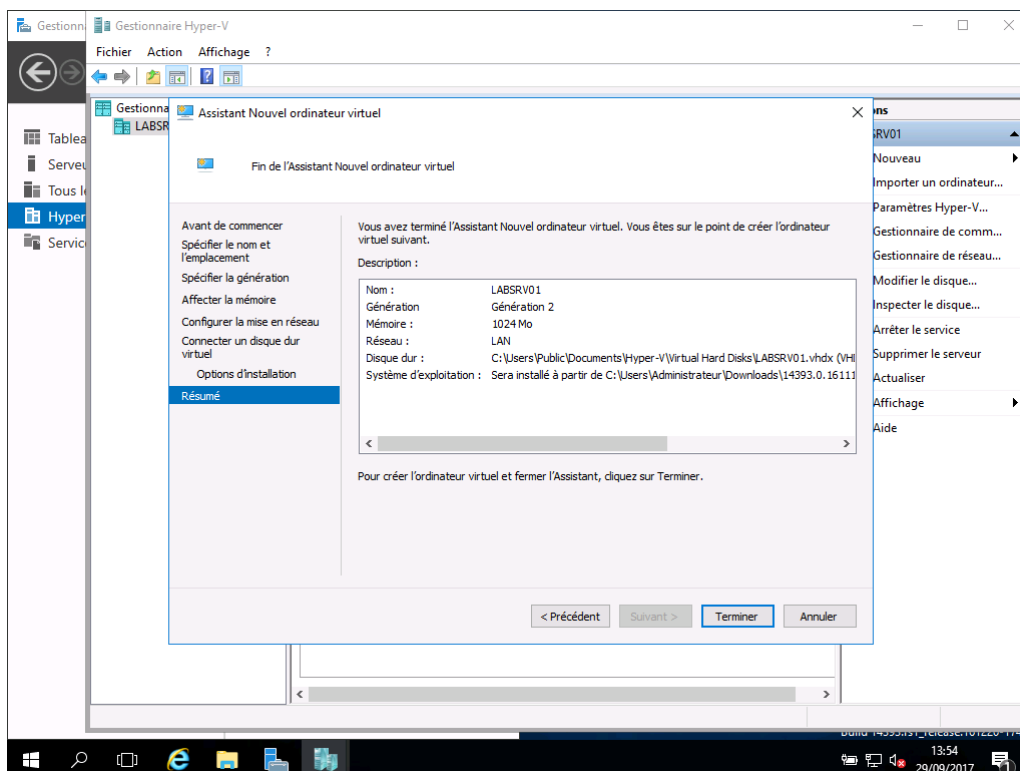 Gestionn
Gestionnaire Hyper-V
Fichier Action Affichage ?
Gestionna
LABSR
Tablea
Serveu
Tous le
Hyper
Servic
Assistant Nouvel ordinateur virtuel
Fin de l'Assistant Nouvel ordinateur virtuel
Avant de commencer
Spécifier le nom et
l'emplacement
Spécifier la génération
Affecter la mémoire
Configurer la mise en réseau
Connecter un disque dur
virtuel
Options d'installation
Résumé
Vous avez terminé l'Assistant Nouvel ordinateur virtuel. Vous êtes sur le point de créer l'ordinateur
virtuel suivant.
Description :
Nom : LABSRV01
Génération Génération 2
Mémoire : 1024 Mo
Réseau : LAN
Disque dur : C:\Users\Public\Documents\Hyper-V\Virtual Hard Disks\LABSRV01.vhdx (VHI
Système d'exploitation : Sera installé à partir de C:\Users\Administrateur\Downloads\14393.0.16111
Pour créer l'ordinateur virtuel et fermer l'Assistant, cliquez sur Terminer.
< Précédent Suivant > Terminer Annuler
ons
SRV01
Nouveau
Importer un ordinateur...
Paramètres Hyper-V...
Gestionnaire de comm...
Gestionnaire de réseau...
Modifier le disque...
Inspecter le disque...
Arrêter le service
Supprimer le serveur
Actualiser
Affichage
Aide
13:54
29/09/2017